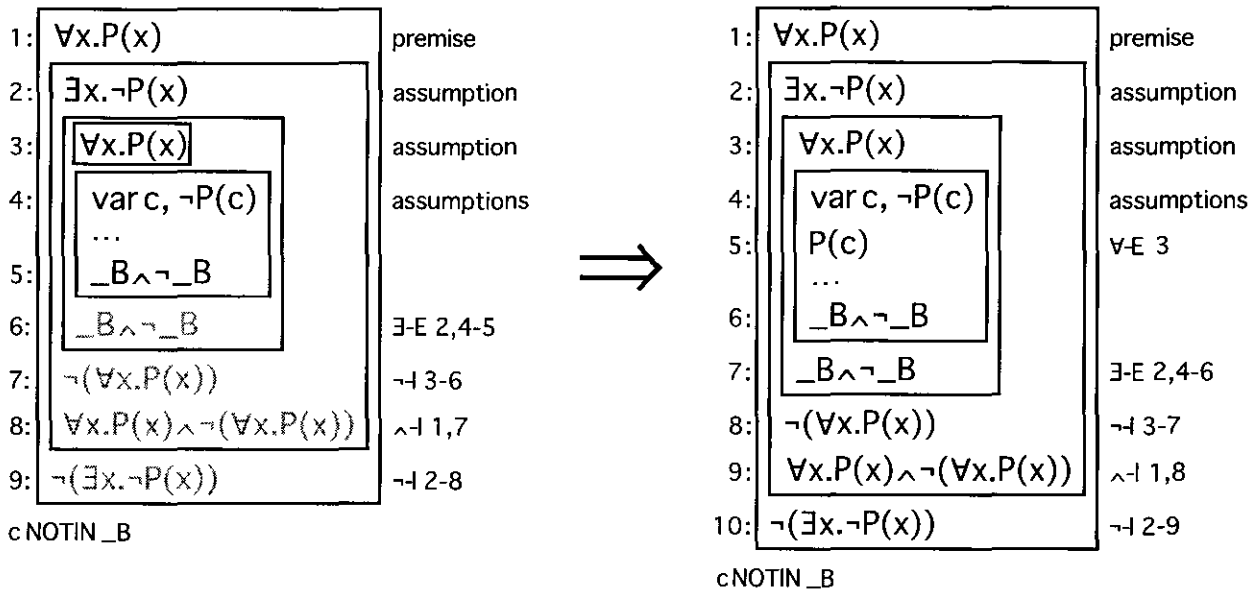 1: ∀x.P(x) premise
2: ∃x.¬P(x) assumption
3: ∀x.P(x) assumption
4: var c, ¬P(c) assumptions
...
5: _B∧¬_B
6: _B∧¬_B ∃-E 2,4-5
7: ¬(∀x.P(x)) ¬-I 3-6
8: ∀x.P(x)∧¬(∀x.P(x)) ∧-I 1,7
9: ¬(∃x.¬P(x)) ¬-I 2-8
c NOTIN _B
⇒
1: ∀x.P(x) premise
2: ∃x.¬P(x) assumption
3: ∀x.P(x) assumption
4: var c, ¬P(c) assumptions
5: P(c) ∀-E 3
...
6: _B∧¬_B
7: _B∧¬_B ∃-E 2,4-6
8: ¬(∀x.P(x)) ¬-I 3-7
9: ∀x.P(x)∧¬(∀x.P(x)) ∧-I 1,8
10: ¬(∃x.¬P(x)) ¬-I 2-9
c NOTIN _B